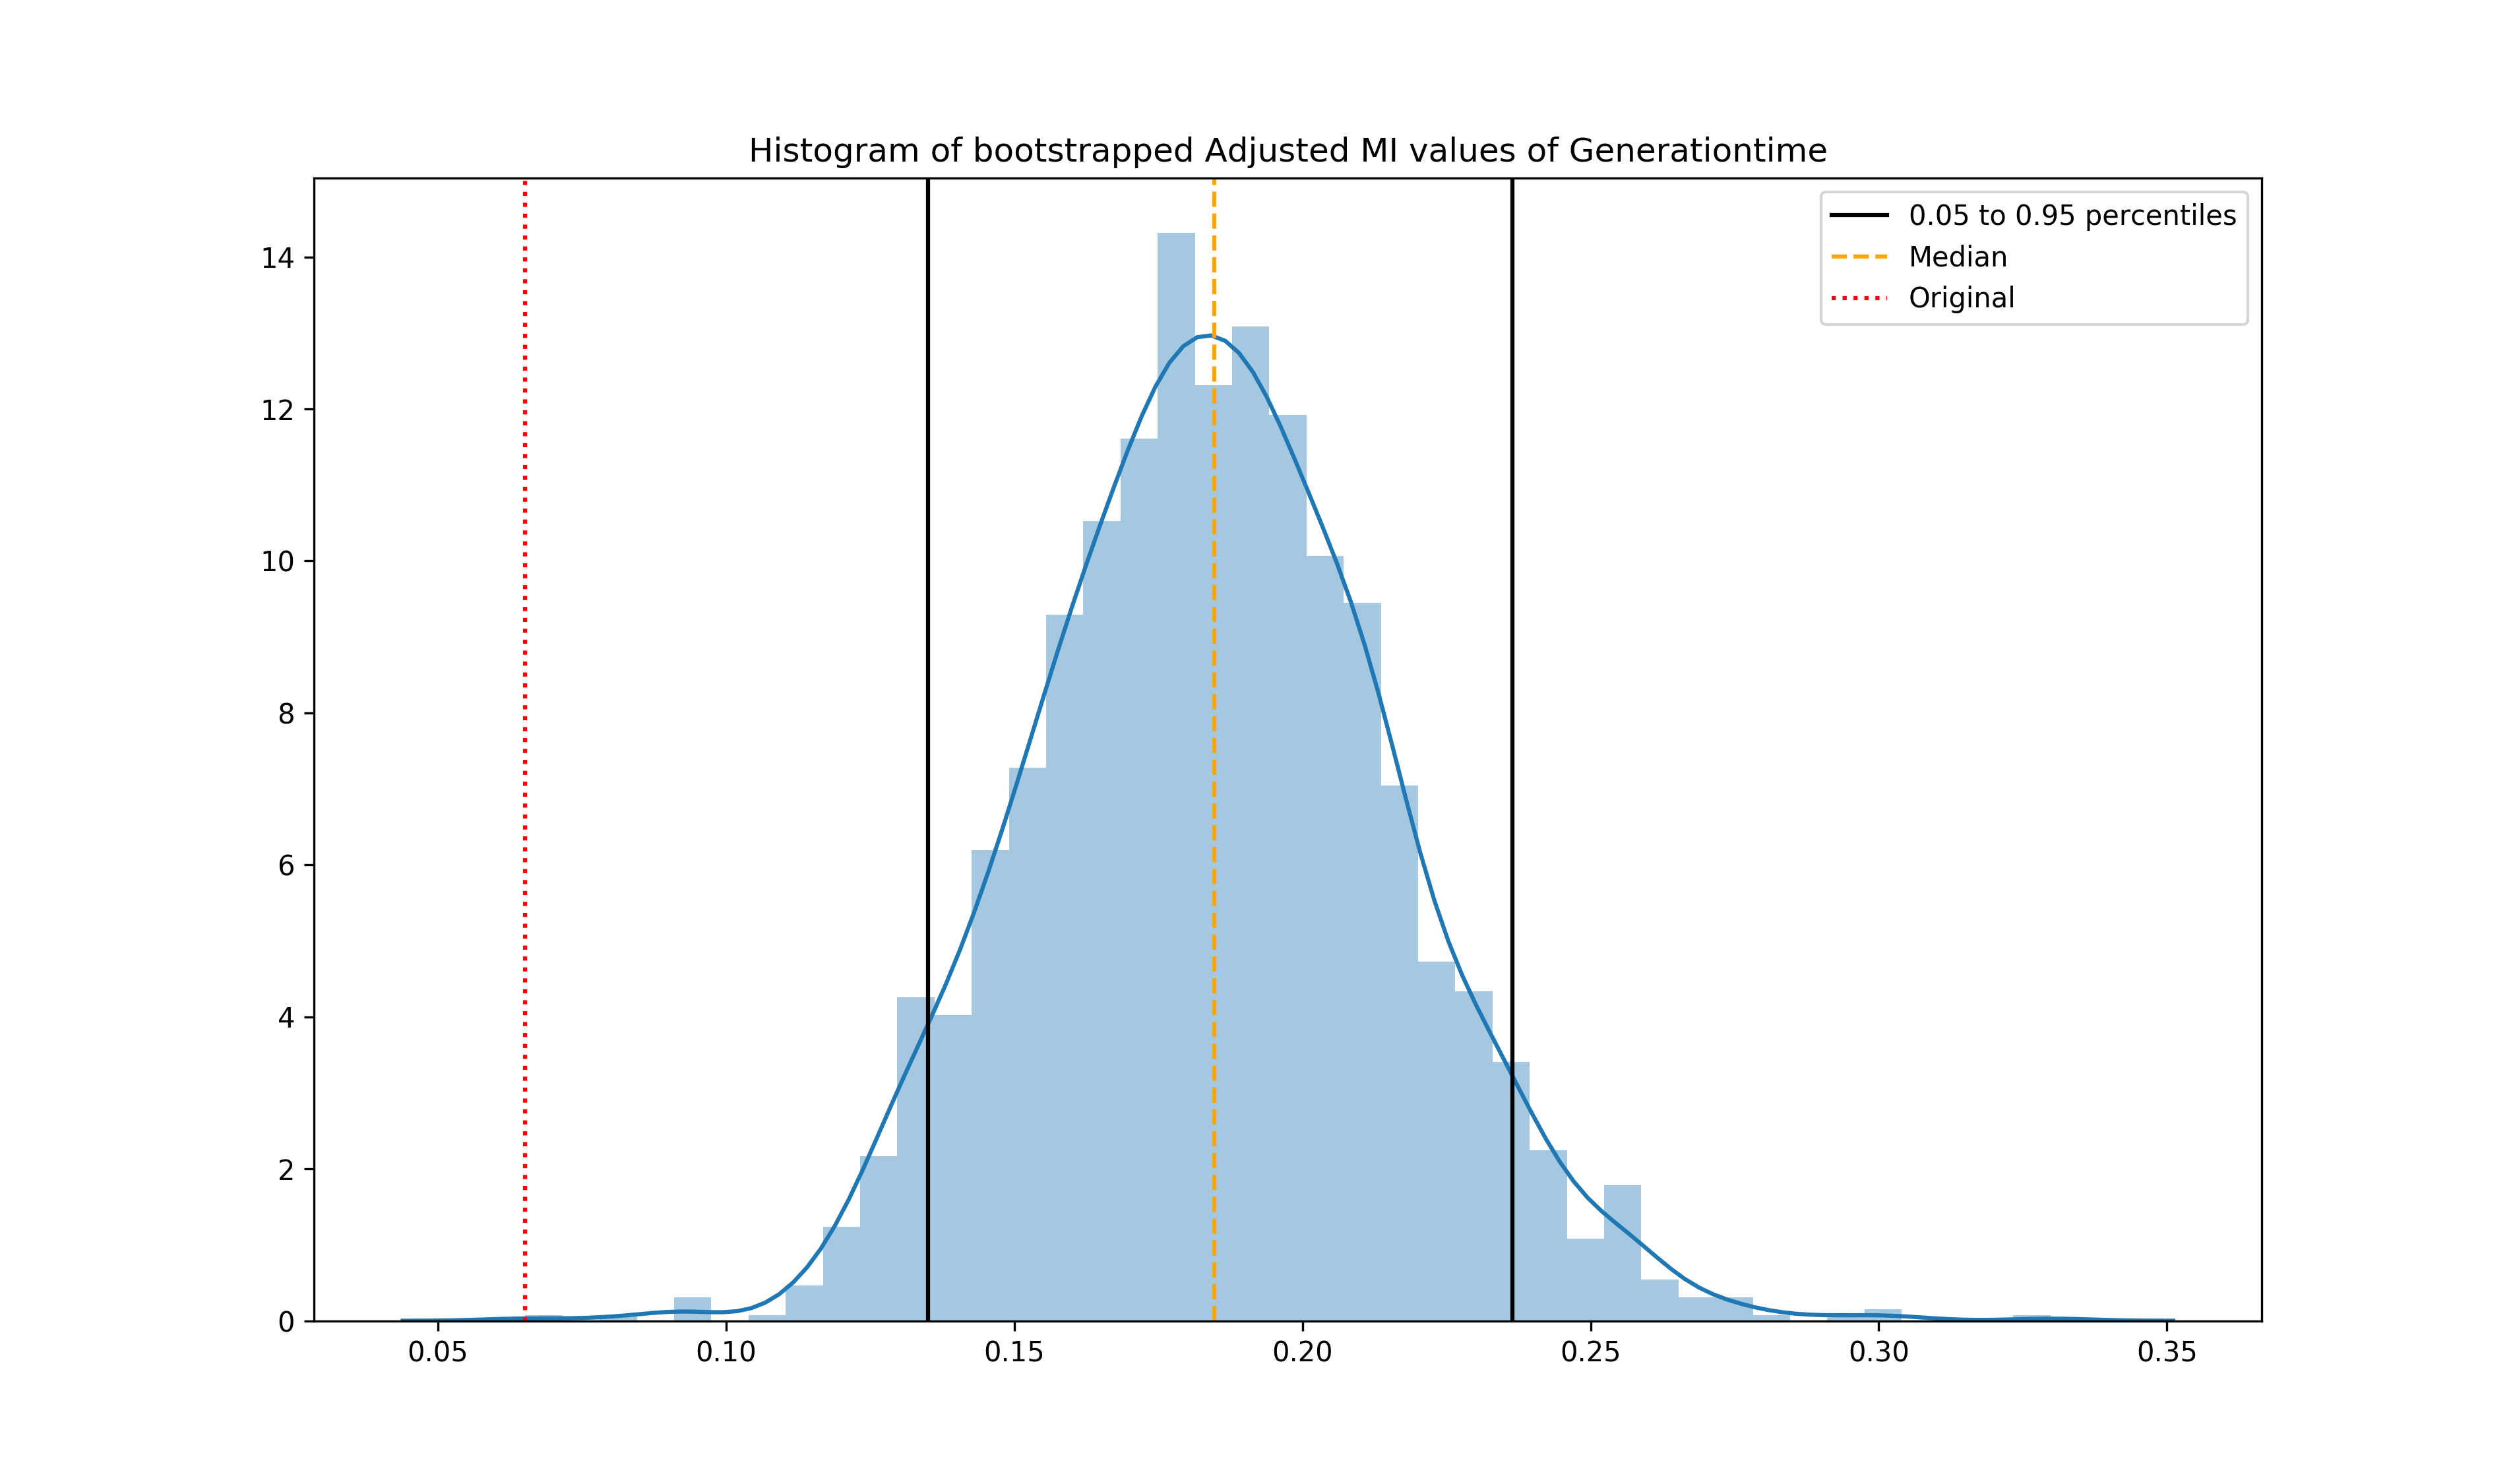 Histogram of bootstrapped Adjusted MI values of Generationtime
0.05 to 0.95 percentiles
Median
Original
14
12
10
8
6
4
2
0
0.05 0.10 0.15 0.20 0.25 0.30 0.35